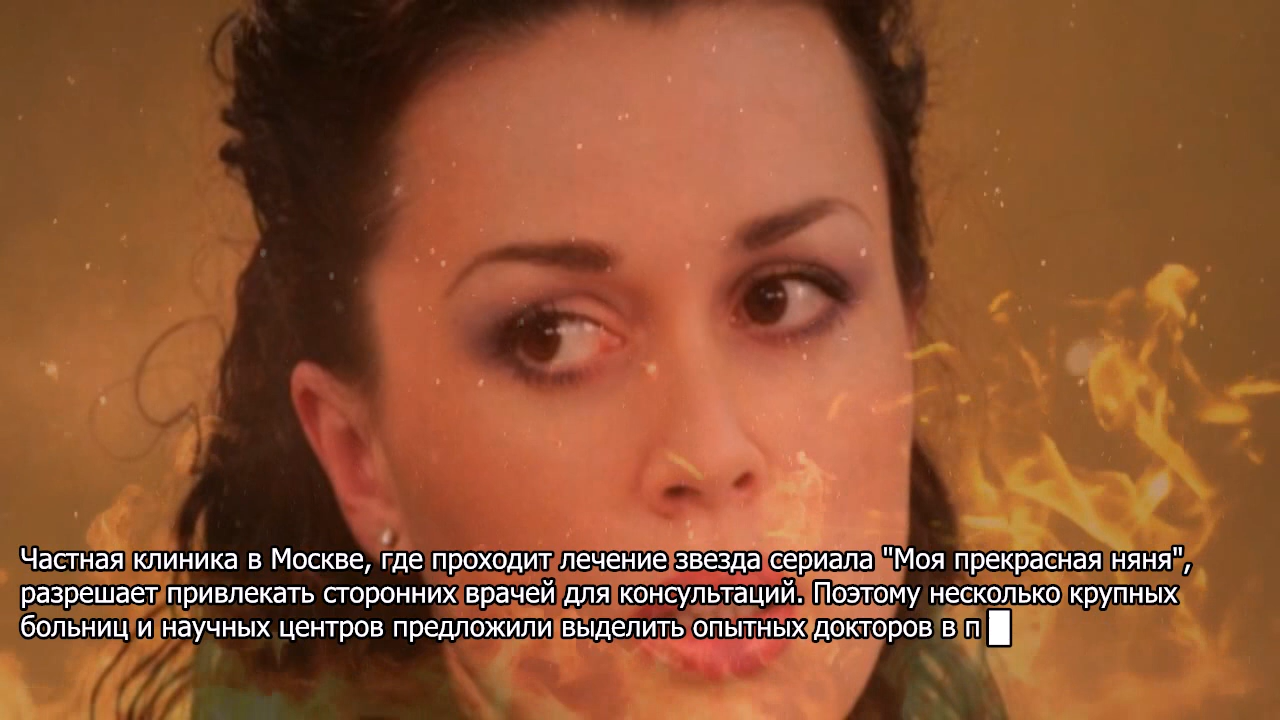 Частная клиника в Москве, где проходит лечение звезда сериала "Моя прекрасная няня",
разрешает привлекать сторонних врачей для консультаций. Поэтому несколько крупных
больниц и научных центров предложили выделить опытных докторов в п